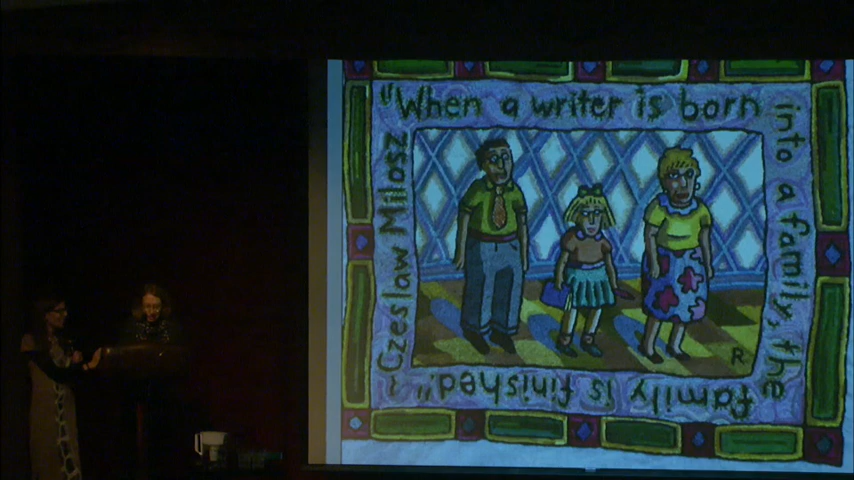 "When a writer is born
into a family, the
family is finished."
~Czeslaw Milosz
R